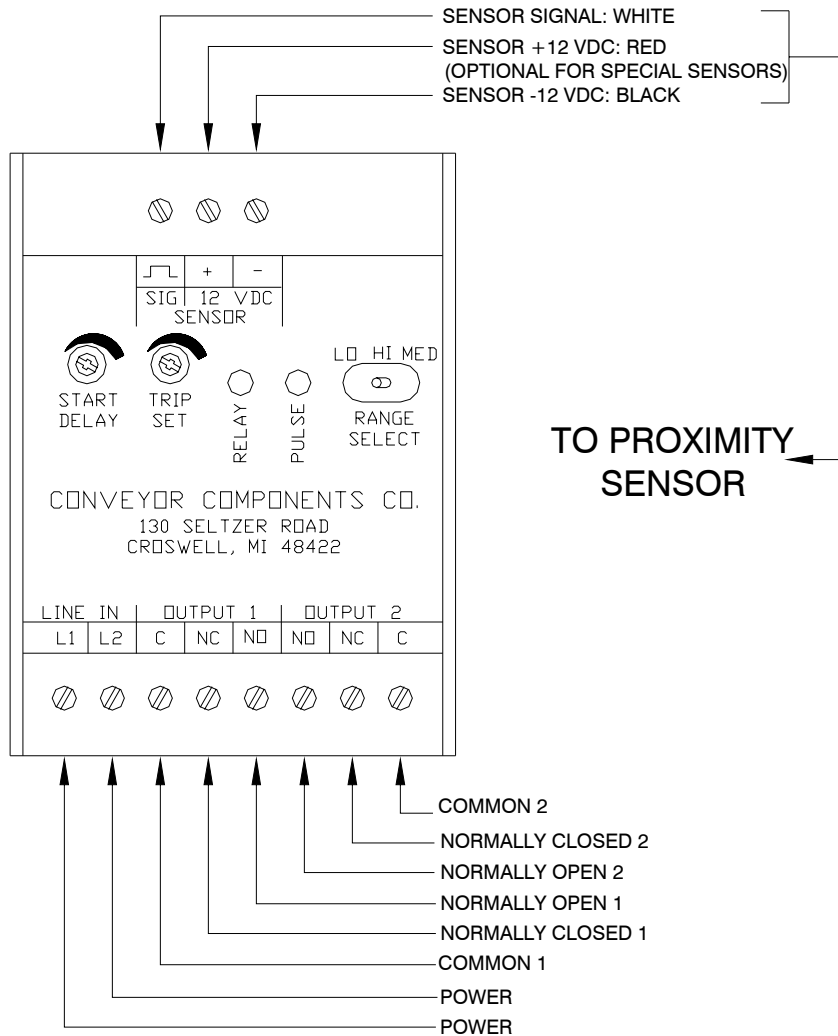 SENSOR SIGNAL: WHITE
SENSOR +12 VDC: RED
(OPTIONAL FOR SPECIAL SENSORS)
SENSOR -12 VDC: BLACK
+ -
SIG 12 VDC
SENSOR
START DELAY
TRIP SET
RELAY
PULSE
LO HI MED
RANGE SELECT
TO PROXIMITY
SENSOR
CONVEYOR COMPONENTS CO.
130 SELTZER ROAD
CROSWELL, MI 48422
LINE IN OUTPUT 1 OUTPUT 2
L1 L2 C NC NO NO NC C
COMMON 2
NORMALLY CLOSED 2
NORMALLY OPEN 2
NORMALLY OPEN 1
NORMALLY CLOSED 1
COMMON 1
POWER
POWER